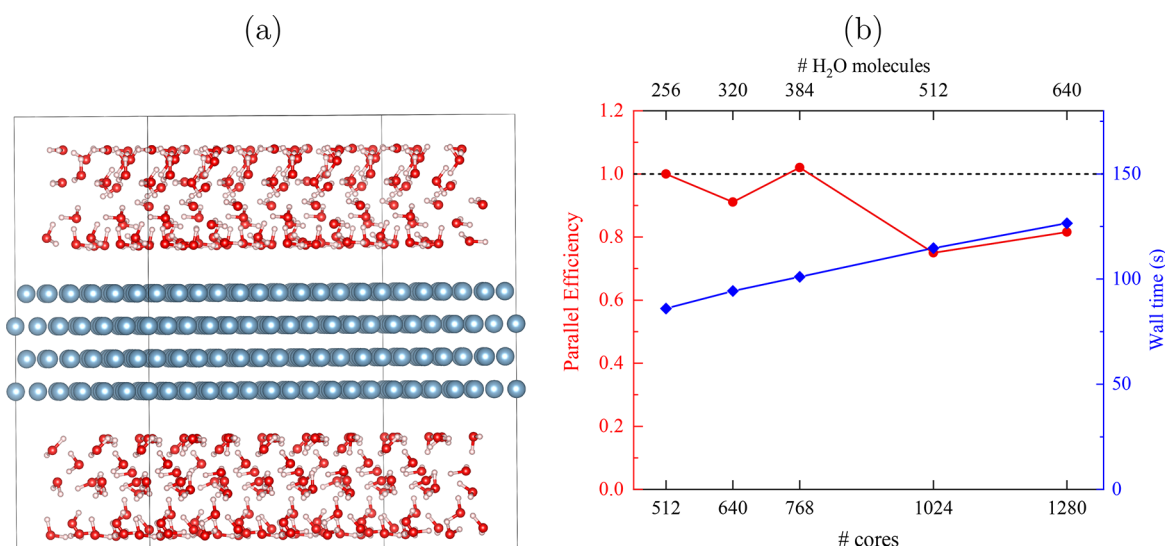 (a)
(b)
# H₂O molecules
256 320 384 512 640
1.2
1.0
0.8
0.6
0.4
0.2
0.0
Parallel Efficiency
150
100
50
0
Wall time (s)
512 640 768 1024 1280
# cores